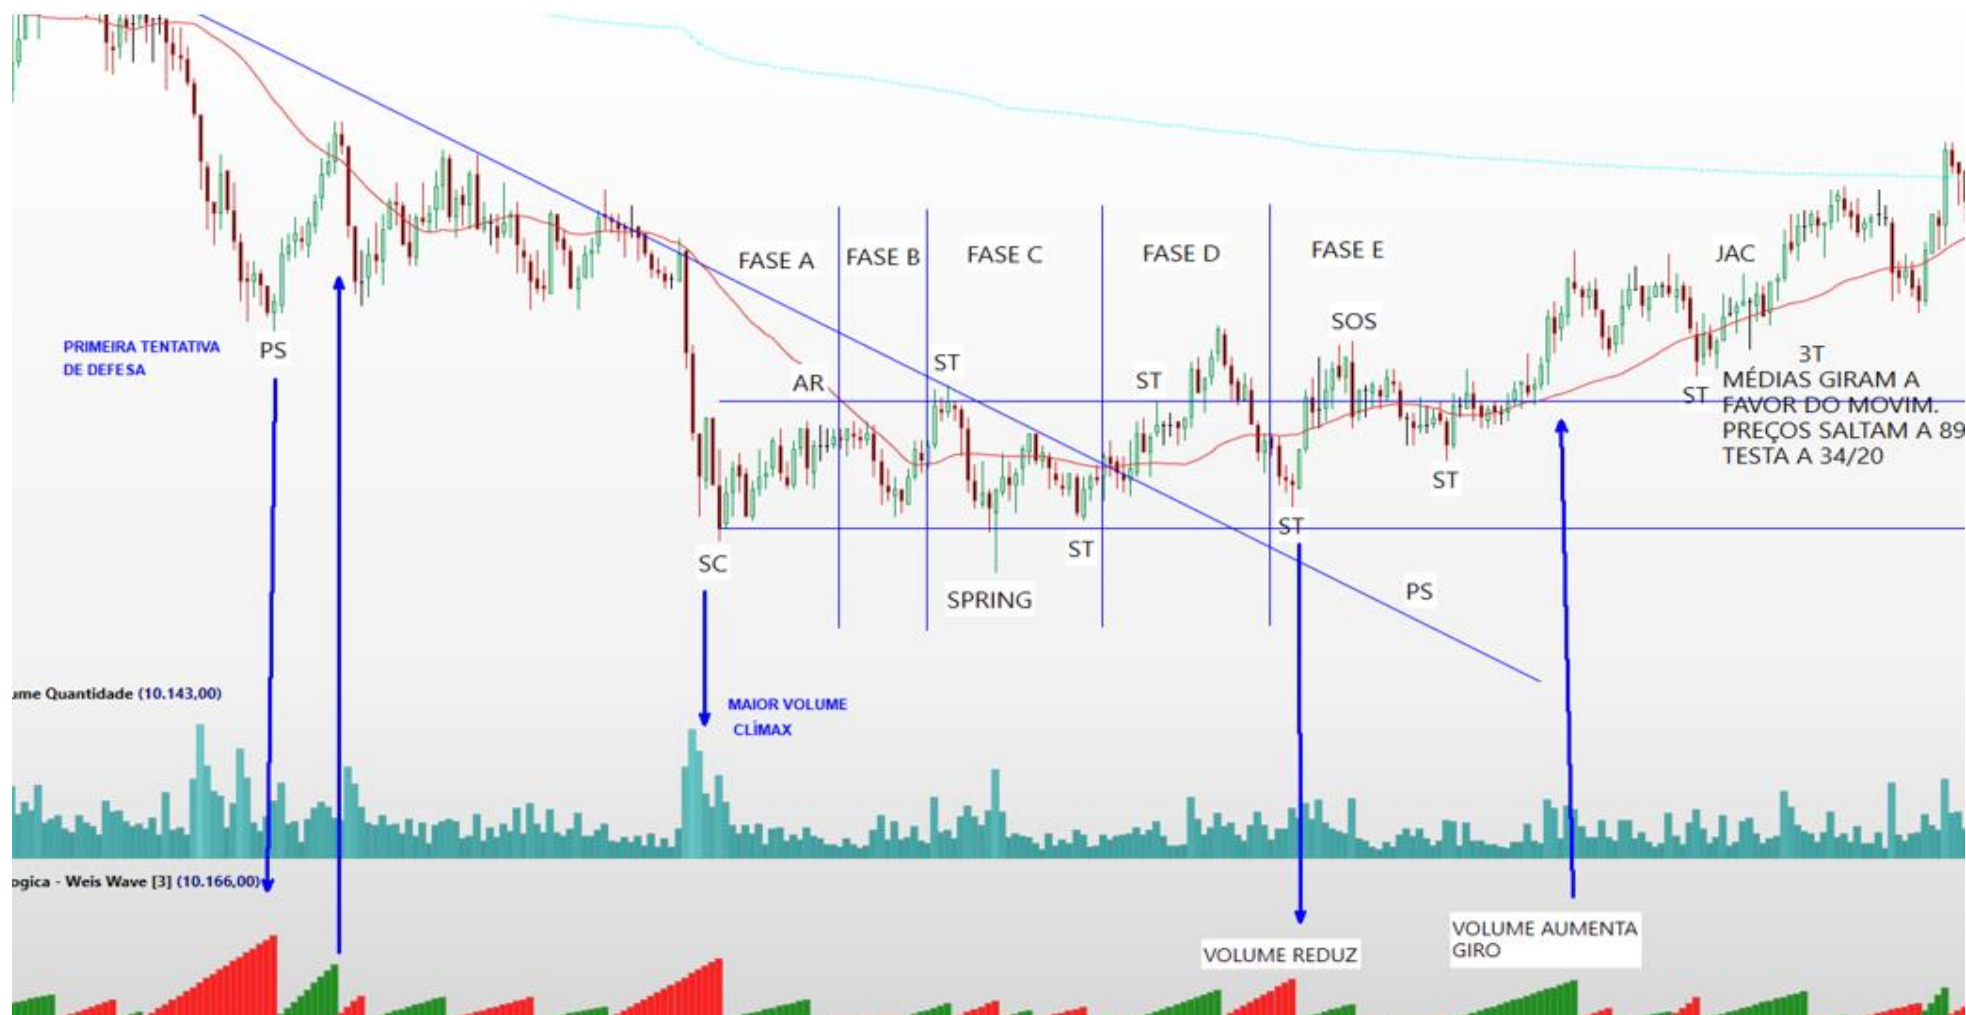 FASE A
FASE B
FASE C
FASE D
FASE E
JAC
SOS
PRIMEIRA TENTATIVA
DE DEFESA
PS
AR
ST
ST
3T
MÉDIAS GIRAM A
FAVOR DO MOVIM.
PREÇOS SALTAM A 89
TESTA A 34/20
ST
ST
ST
ST
SC
SPRING
PS
ume Quantidade (10.143,00)
MAIOR VOLUME
CLÍMAX
ogica - Weis Wave [3] (10.166,00)
VOLUME REDUZ
VOLUME AUMENTA
GIRO